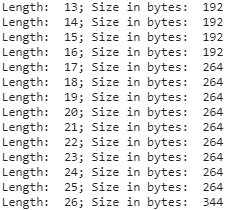 Length:  13; Size in bytes:  192
Length:  14; Size in bytes:  192
Length:  15; Size in bytes:  192
Length:  16; Size in bytes:  192
Length:  17; Size in bytes:  264
Length:  18; Size in bytes:  264
Length:  19; Size in bytes:  264
Length:  20; Size in bytes:  264
Length:  21; Size in bytes:  264
Length:  22; Size in bytes:  264
Length:  23; Size in bytes:  264
Length:  24; Size in bytes:  264
Length:  25; Size in bytes:  264
Length:  26; Size in bytes:  344